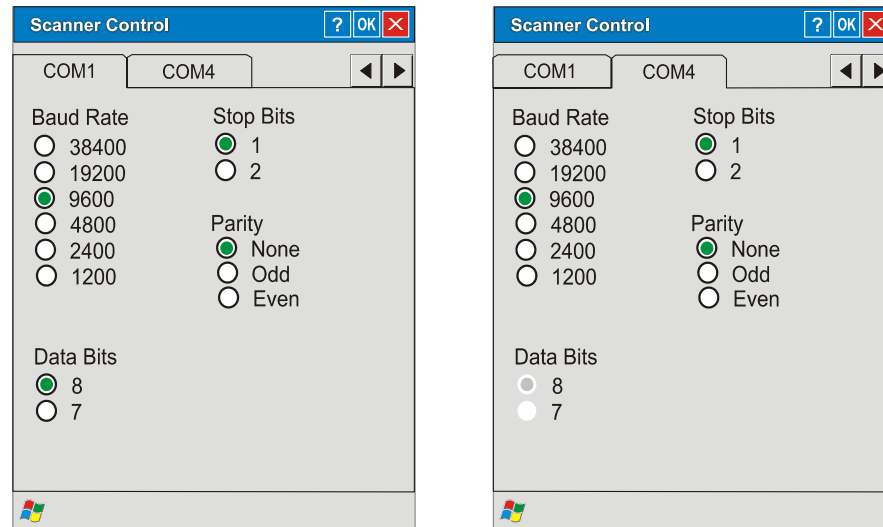 Scanner Control ? OK
COM1 COM4
Baud Rate
38400
19200
9600
4800
2400
1200
Stop Bits
1
2
Parity
None
Odd
Even
Data Bits
8
7
Scanner Control ? OK
COM1 COM4
Baud Rate
38400
19200
9600
4800
2400
1200
Stop Bits
1
2
Parity
None
Odd
Even
Data Bits
8
7